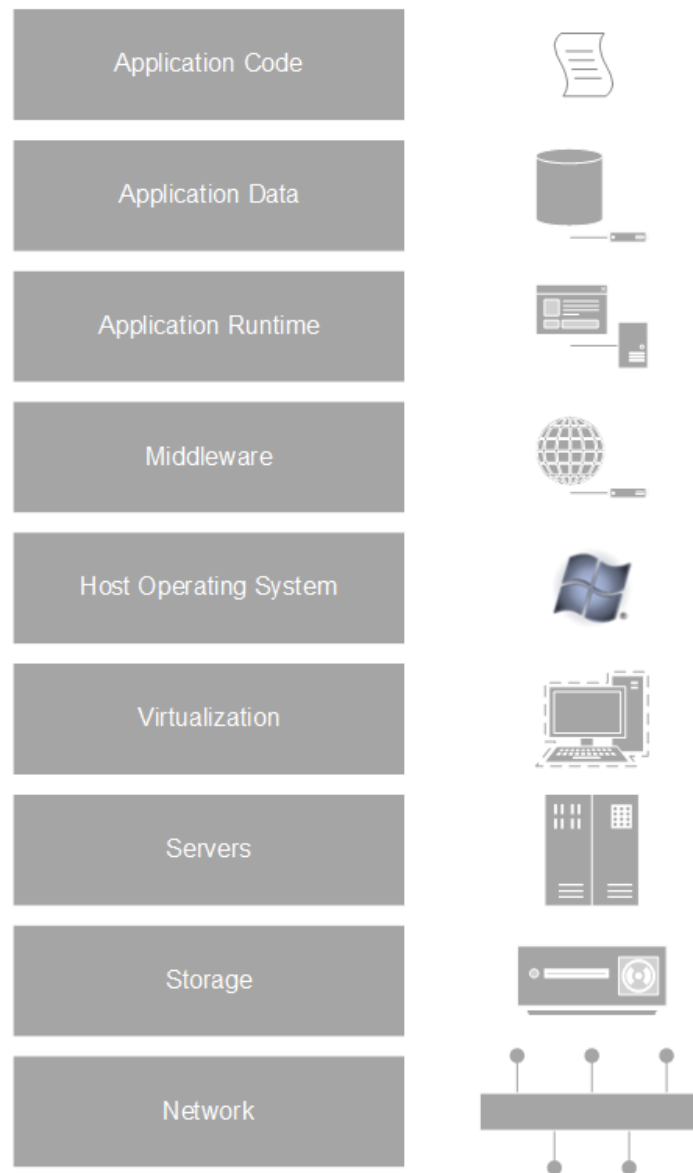 Application Code
Application Data
Application Runtime
Middleware
Host Operating System
Virtualization
Servers
Storage
Network